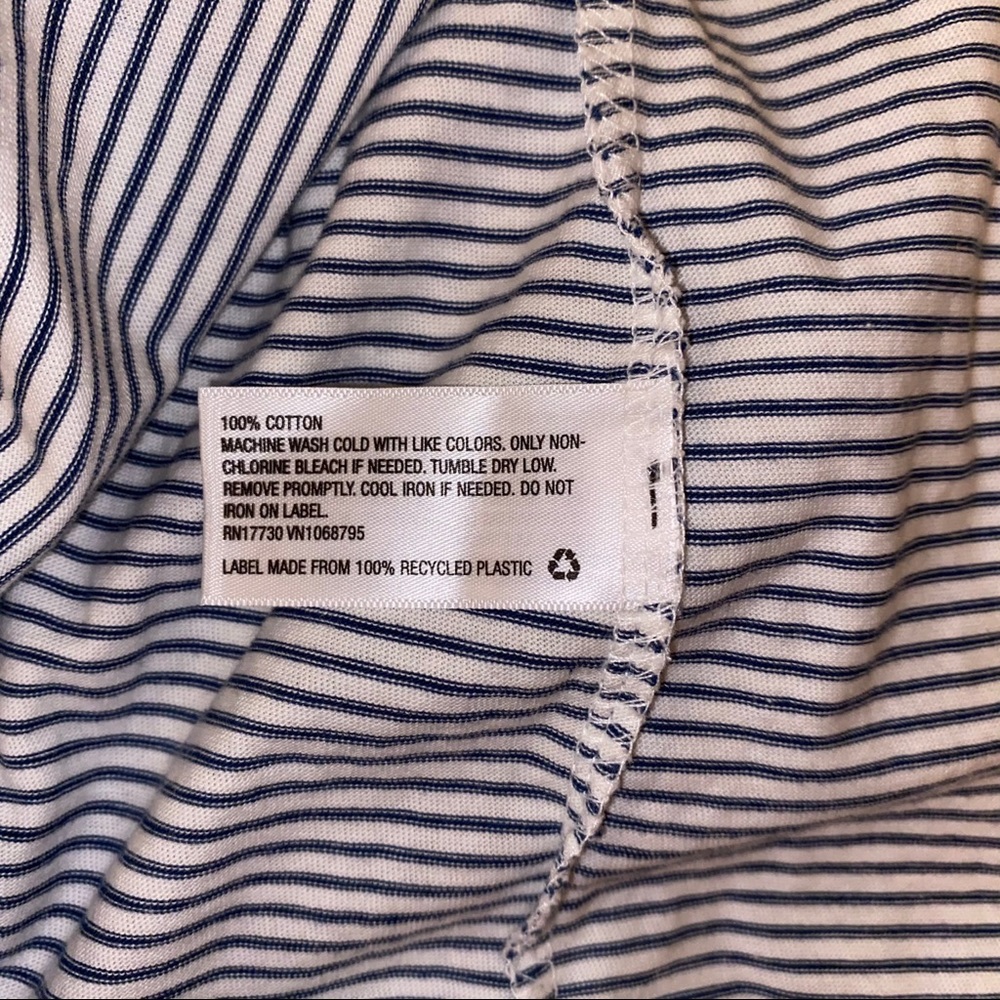 100% COTTON
MACHINE WASH COLD WITH LIKE COLORS. ONLY NON-
CHLORINE BLEACH IF NEEDED. TUMBLE DRY LOW.
REMOVE PROMPTLY. COOL IRON IF NEEDED. DO NOT
IRON ON LABEL.
RN17730 VN1068795
LABEL MADE FROM 100% RECYCLED PLASTIC